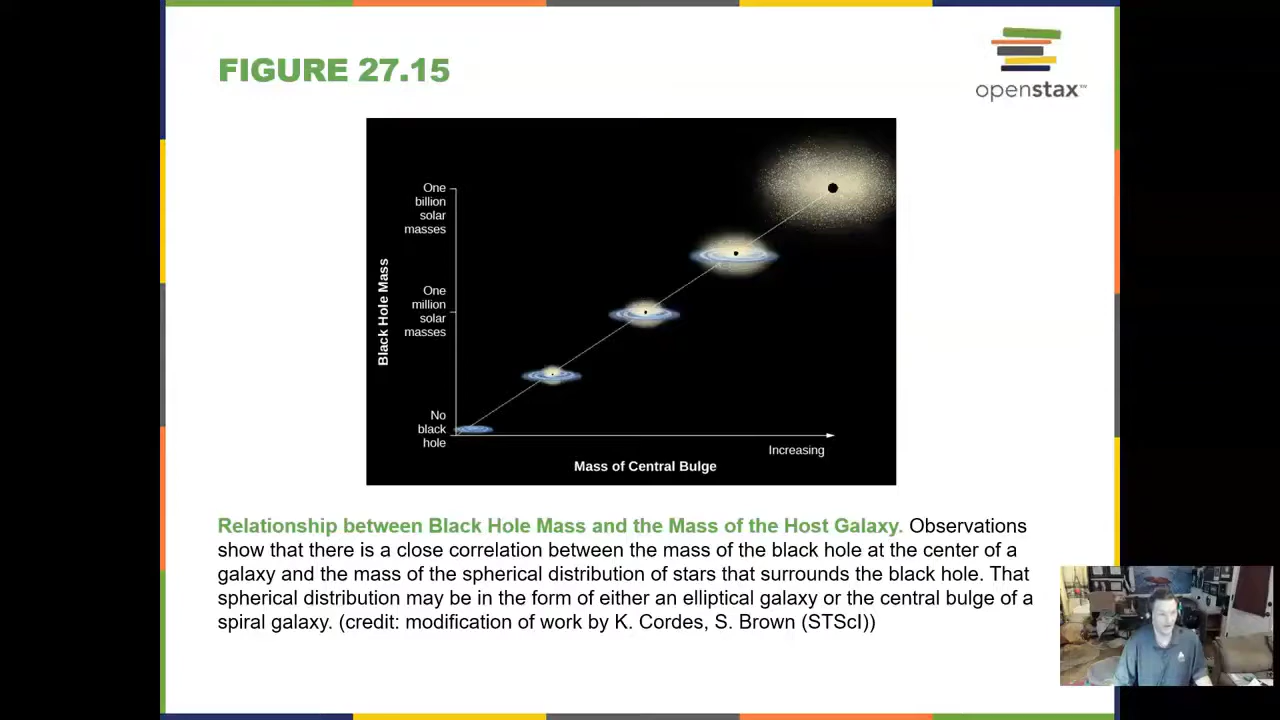 FIGURE 27.15
openstax™
One
billion
solar
masses
One
million
solar
masses
No
black
hole
Black Hole Mass
Increasing
Mass of Central Bulge
Relationship between Black Hole Mass and the Mass of the Host Galaxy. Observations
show that there is a close correlation between the mass of the black hole at the center of a
galaxy and the mass of the spherical distribution of stars that surrounds the black hole. That
spherical distribution may be in the form of either an elliptical galaxy or the central bulge of a
spiral galaxy. (credit: modification of work by K. Cordes, S. Brown (STScI))